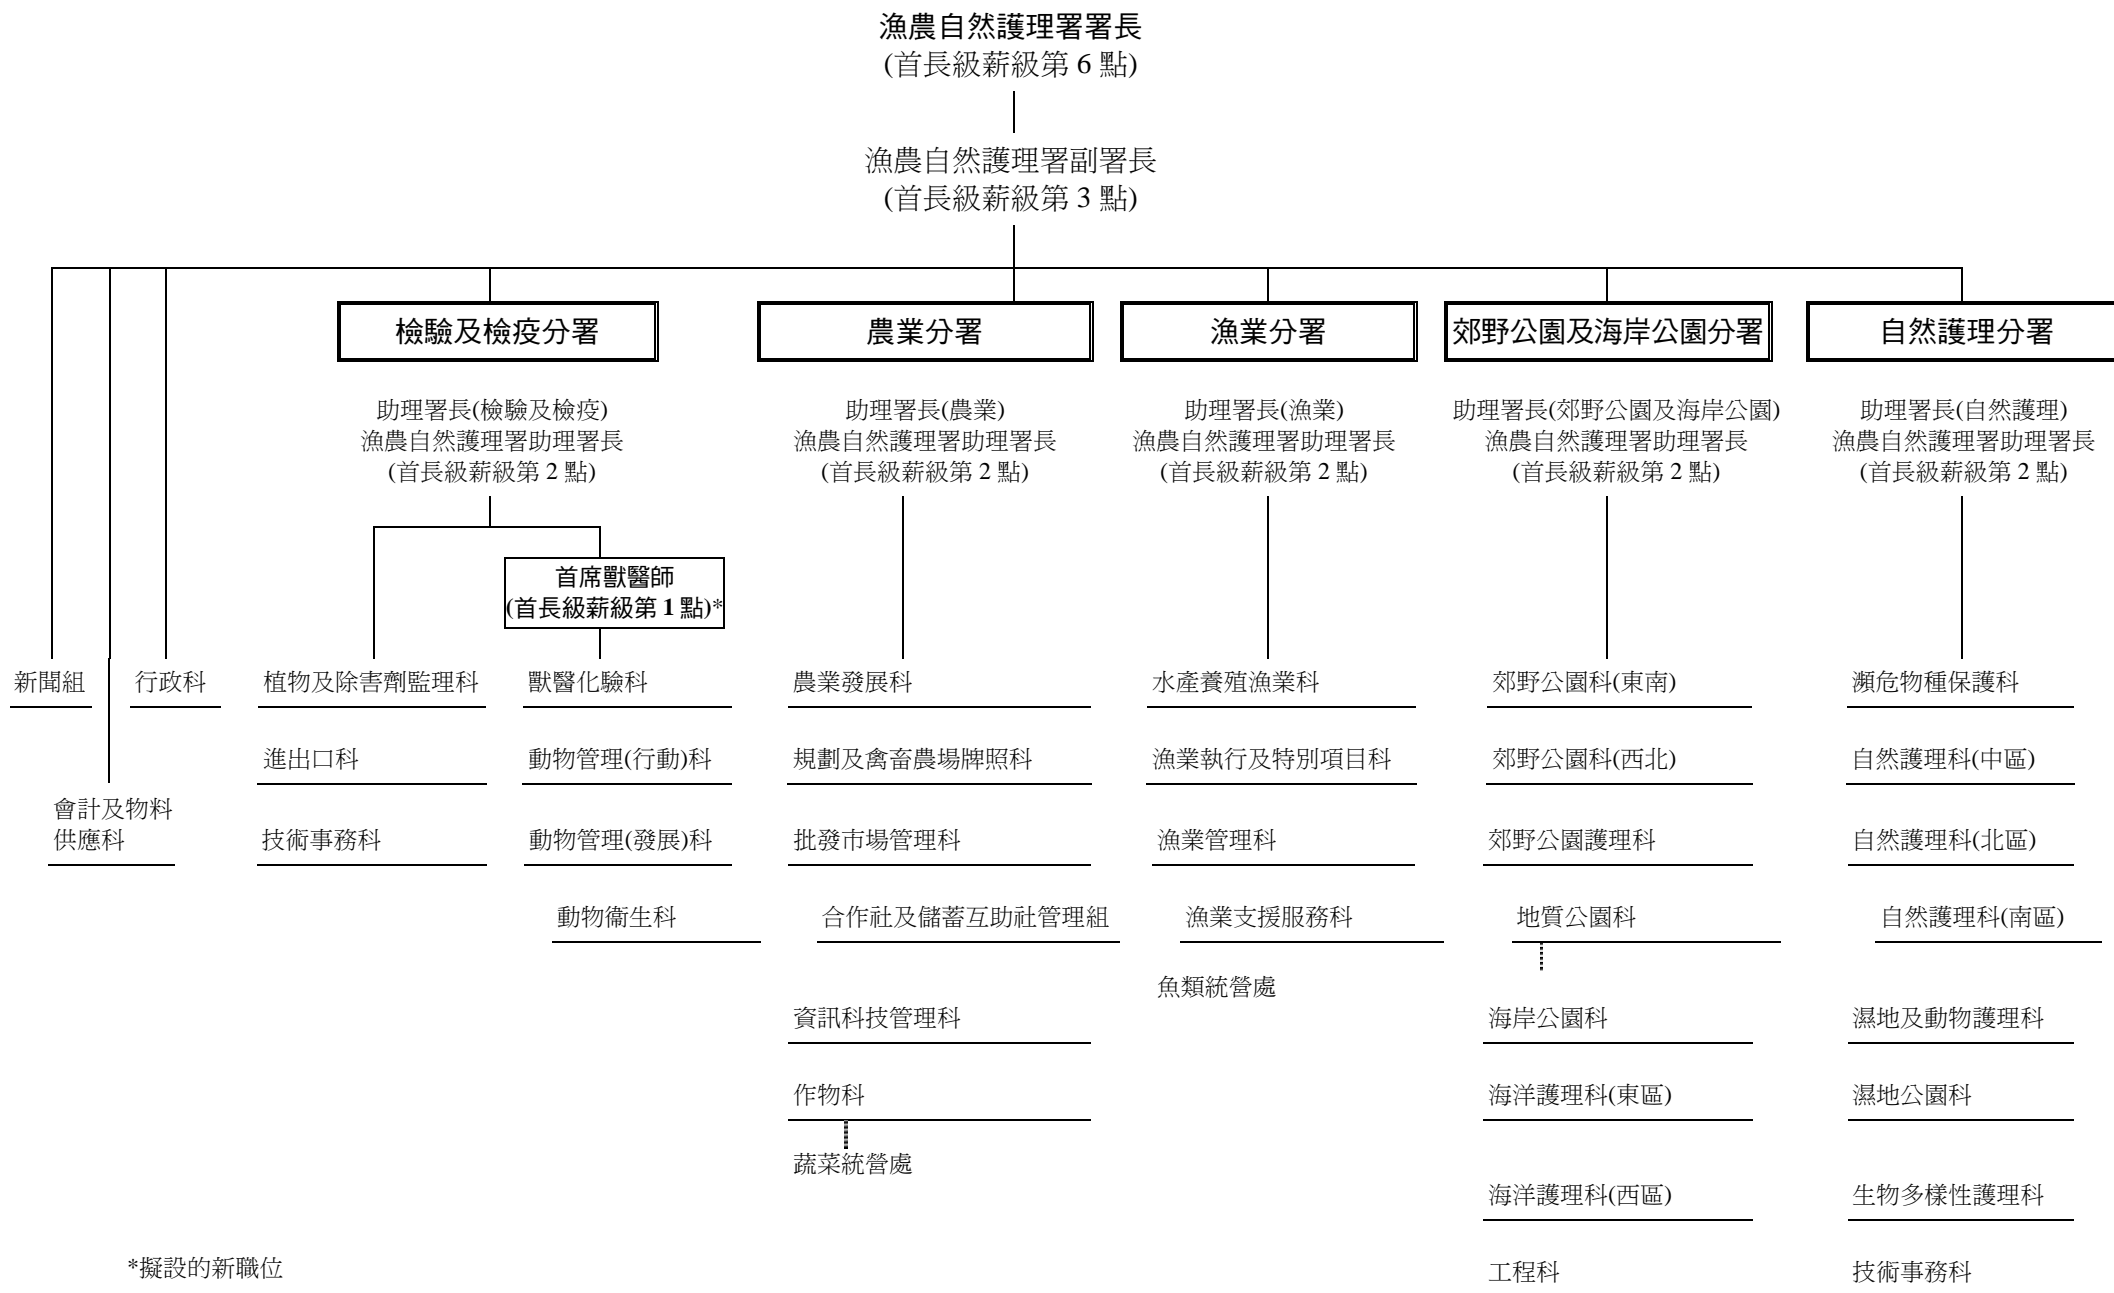 漁農自然護理署署長
(首長級薪級第 6 點)
漁農自然護理署副署長
(首長級薪級第 3 點)
檢驗及檢疫分署
農業分署
漁業分署
郊野公園及海岸公園分署
自然護理分署
助理署長(檢驗及檢疫)
漁農自然護理署助理署長
(首長級薪級第 2 點)
助理署長(農業)
漁農自然護理署助理署長
(首長級薪級第 2 點)
助理署長(漁業)
漁農自然護理署助理署長
(首長級薪級第 2 點)
助理署長(郊野公園及海岸公園)
漁農自然護理署助理署長
(首長級薪級第 2 點)
助理署長(自然護理)
漁農自然護理署助理署長
(首長級薪級第 2 點)
首席獸醫師
(首長級薪級第 1 點)*
新聞組
會計及物料
供應科
行政科
植物及除害劑監理科
進出口科
技術事務科
獸醫化驗科
動物管理(行動)科
動物管理(發展)科
動物衞生科
農業發展科
規劃及禽畜農場牌照科
批發市場管理科
合作社及儲蓄互助社管理組
資訊科技管理科
作物科
蔬菜統營處
水產養殖漁業科
漁業執行及特別項目科
漁業管理科
漁業支援服務科
魚類統營處
郊野公園科(東南)
郊野公園科(西北)
郊野公園護理科
地質公園科
海岸公園科
海洋護理科(東區)
海洋護理科(西區)
工程科
瀕危物種保護科
自然護理科(中區)
自然護理科(北區)
自然護理科(南區)
濕地及動物護理科
濕地公園科
生物多樣性護理科
技術事務科
*擬設的新職位